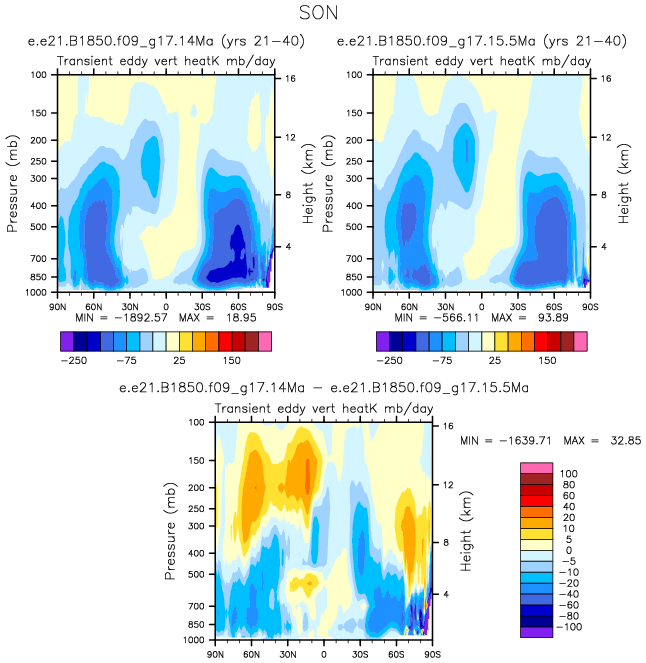 SON
e.e21.B1850.f09_g17.14Ma (yrs 21−40)
Transient eddy vert heatK mb/day
Pressure (mb)
100
150
200
250
300
400
500
700
850
1000
16
12
8
4
Height (km)
90N 60N 30N 0 30S 60S 90S
MIN = −1892.57 MAX = 18.95
−250 −75 25 150
e.e21.B1850.f09_g17.15.5Ma (yrs 21−40)
Transient eddy vert heatK mb/day
Pressure (mb)
100
150
200
250
300
400
500
700
850
1000
16
12
8
4
Height (km)
90N 60N 30N 0 30S 60S 90S
MIN = −566.11 MAX = 93.89
−250 −75 25 150
e.e21.B1850.f09_g17.14Ma − e.e21.B1850.f09_g17.15.5Ma
Transient eddy vert heatK mb/day
Pressure (mb)
100
150
200
250
300
400
500
700
850
1000
16
12
8
4
Height (km)
90N 60N 30N 0 30S 60S 90S
MIN = −1639.71 MAX = 32.85
100
80
60
40
20
10
5
0
−5
−10
−20
−40
−60
−80
−100